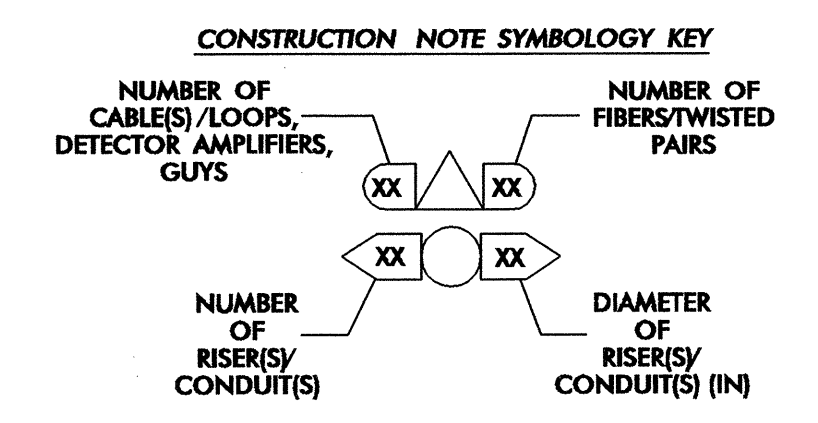 CONSTRUCTION NOTE SYMBOLOGY KEY
NUMBER OF
CABLE(S)/LOOPS,
DETECTOR AMPLIFIERS,
GUYS
NUMBER OF
FIBERS/TWISTED
PAIRS
XX
XX
XX
XX
NUMBER
OF
RISER(S)/
CONDUIT(S)
DIAMETER
OF
RISER(S)/
CONDUIT(S) (IN)